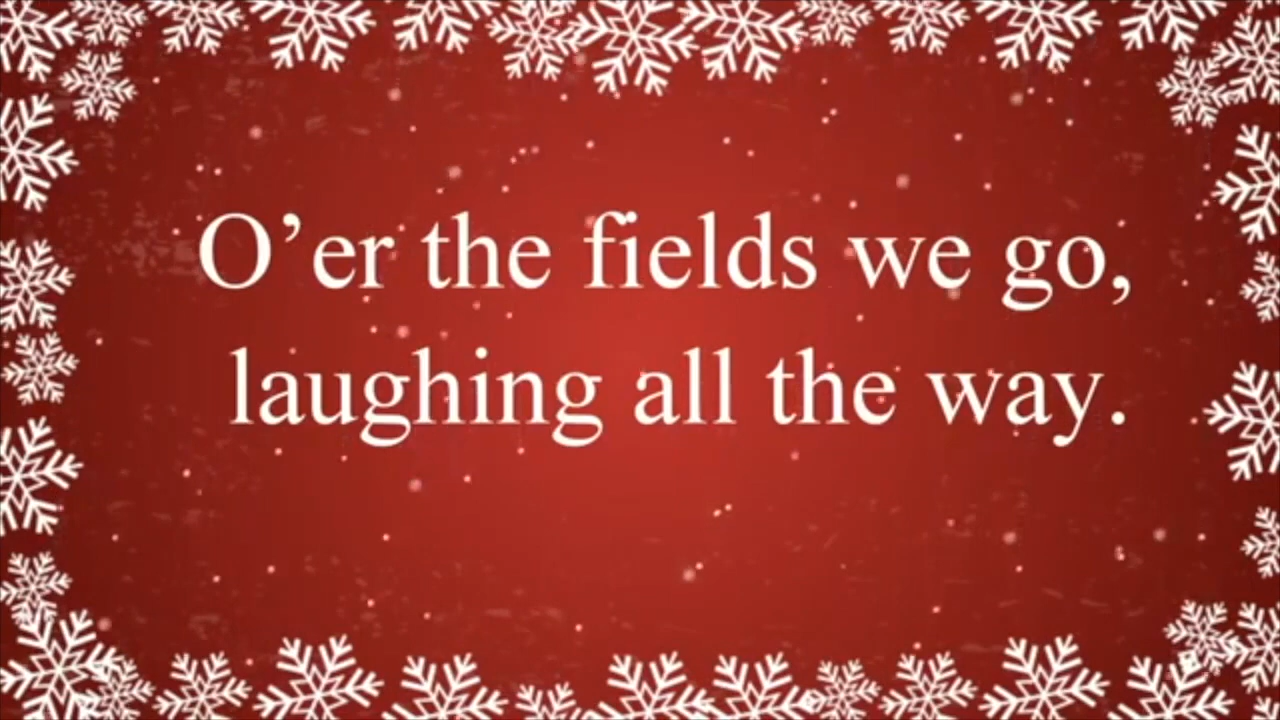 O’er the fields we go,
laughing all the way.